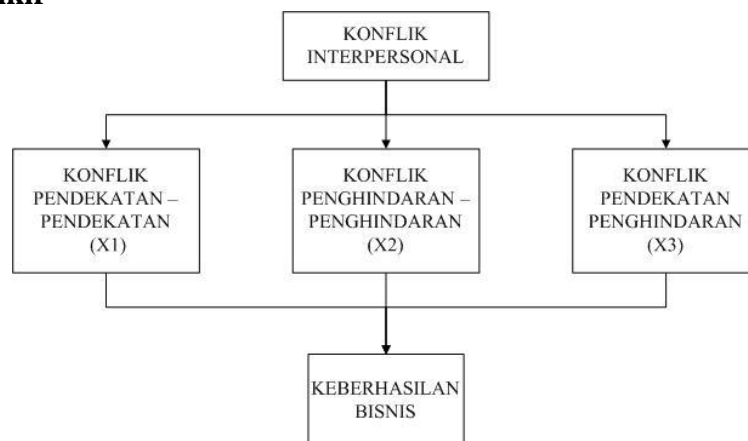 KONFLIK
INTERPERSONAL
KONFLIK
PENDEKATAN –
PENDEKATAN
(X1)
KONFLIK
PENGHINDARAN –
PENGHINDARAN
(X2)
KONFLIK
PENDEKATAN
PENGHINDARAN
(X3)
KEBERHASILAN
BISNIS